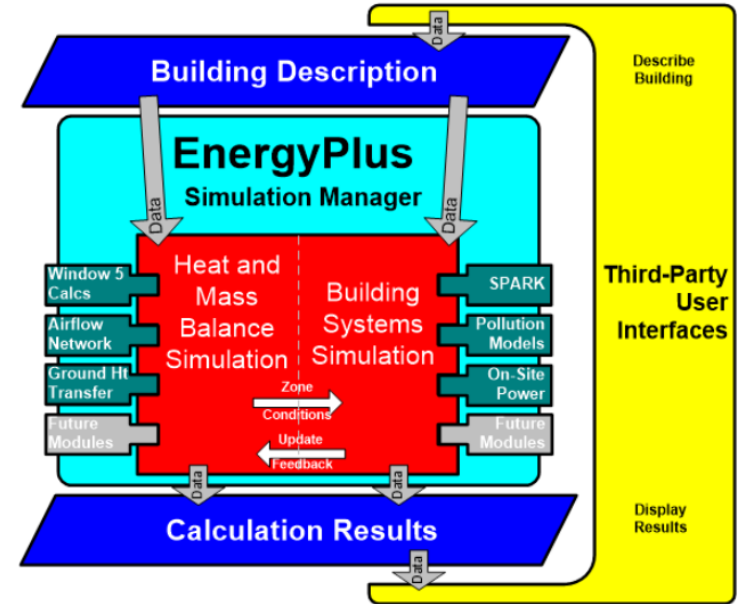 Data
Describe
Building
Building Description
EnergyPlus
Simulation Manager
Data
Data
Window 5
Calcs
Airflow
Network
Ground Ht
Transfer
Future
Modules
Heat and
Mass
Balance
Simulation
Building
Systems
Simulation
Zone
Conditions
Update
Feedback
SPARK
Pollution
Models
On-Site
Power
Future
Modules
Third-Party
User
Interfaces
Data
Data
Calculation Results
Display
Results
Data